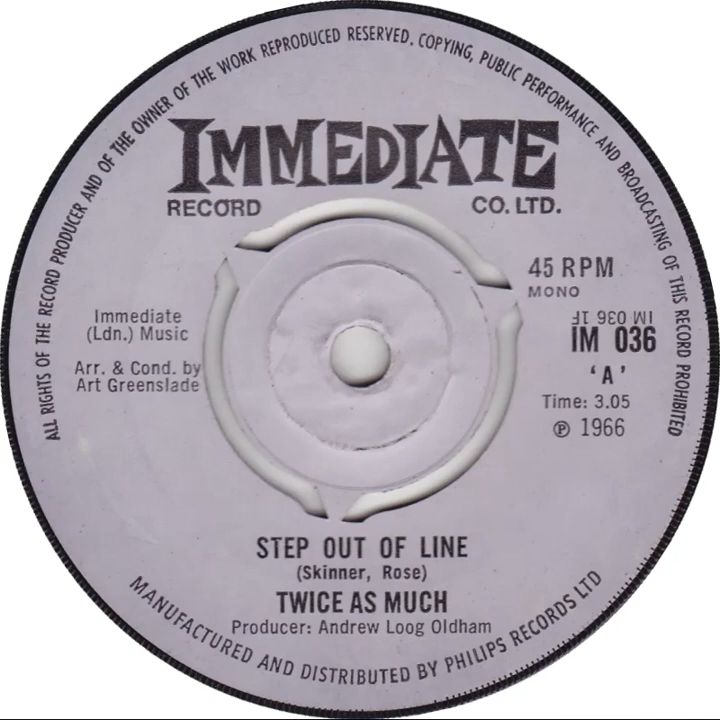 ALL RIGHTS OF THE RECORD PRODUCER AND OF THE OWNER OF THE WORK REPRODUCED RESERVED. COPYING, PUBLIC PERFORMANCE AND BROADCASTING OF THIS RECORD PROHIBITED
IMMEDIATE
RECORD CO. LTD.
45 RPM
MONO
Immediate
(Ldn.) Music
Arr. & Cond. by
Art Greenslade
IM 036 1F
IM 036
'A'
Time: 3.05
℗ 1966
STEP OUT OF LINE
(Skinner, Rose)
TWICE AS MUCH
Producer: Andrew Loog Oldham
MANUFACTURED AND DISTRIBUTED BY PHILIPS RECORDS LTD